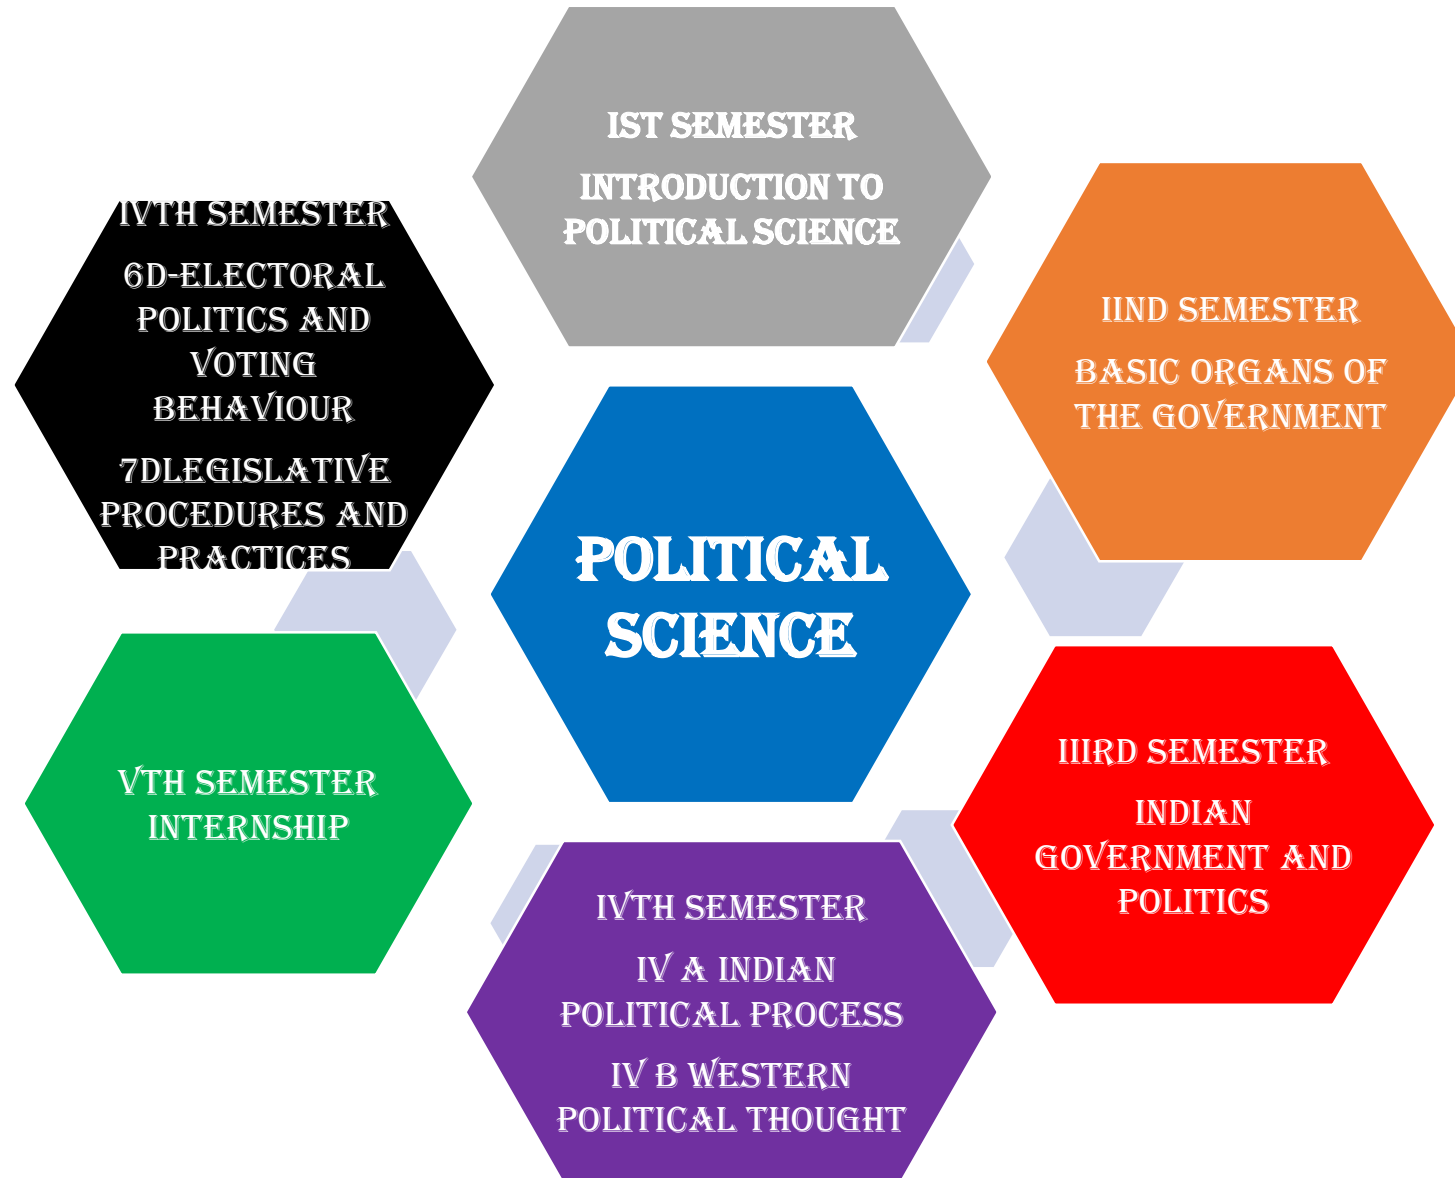 IST SEMESTER
INTRODUCTION TO
POLITICAL SCIENCE
IIND SEMESTER
BASIC ORGANS OF
THE GOVERNMENT
IIIRD SEMESTER
INDIAN
GOVERNMENT AND
POLITICS
IVTH SEMESTER
IV A INDIAN
POLITICAL PROCESS
IV B WESTERN
POLITICAL THOUGHT
VTH SEMESTER
INTERNSHIP
IVTH SEMESTER
6D-ELECTORAL
POLITICS AND
VOTING
BEHAVIOUR
7DLEGISLATIVE
PROCEDURES AND
PRACTICES
POLITICAL
SCIENCE